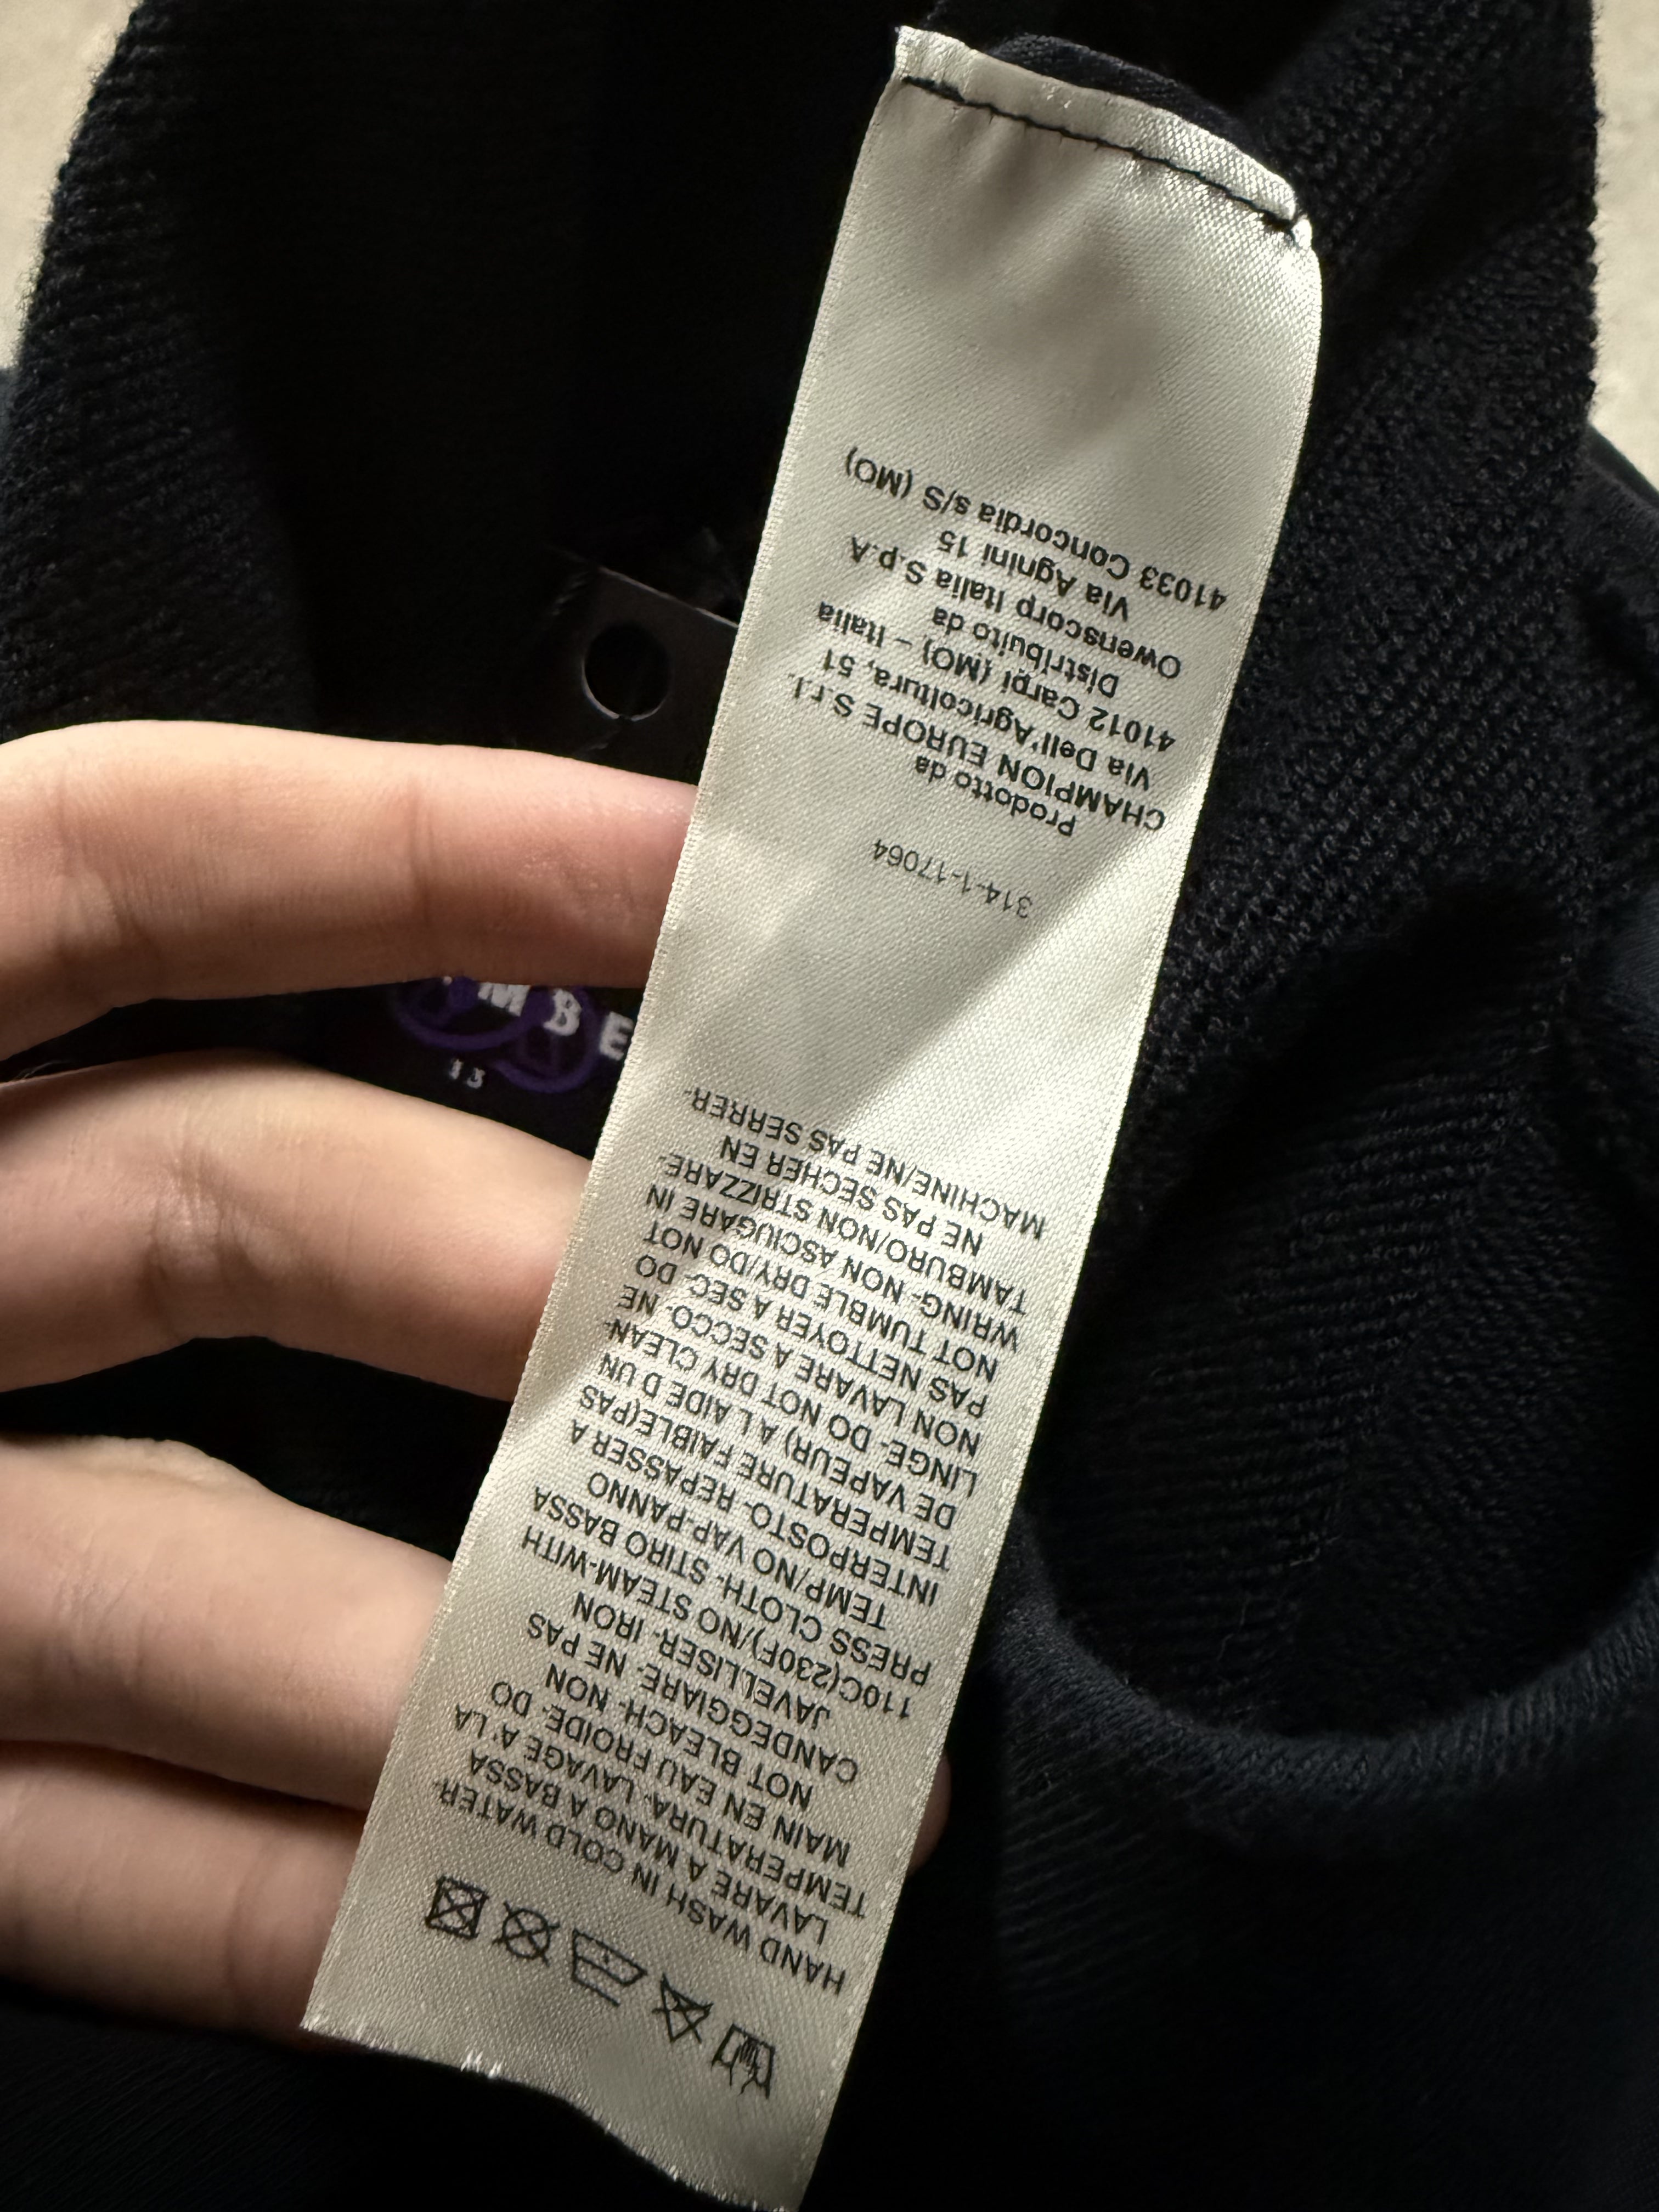 HAND WASH IN COLD WATER-
LAVARE A MANO A BASSA
TEMPERATURA- LAVAGE A' LA
MAIN EN EAU FROIDE- DO
NOT BLEACH- NON
CANDEGGIARE- NE PAS
JAVELLISER- IRON
110C(230F)/NO STEAM-WITH
PRESS CLOTH- STIRO BASSA
TEMP/NO VAP-PANNO
INTERPOSTO- REPASSER A
TEMPERATURE FAIBLE(PAS
DE VAPEUR) A L AIDE D UN
LINGE- DO NOT DRY CLEAN-
NON LAVARE A SECCO- NE
PAS NETTOYER A SEC- DO
NOT TUMBLE DRY/DO NOT
WRING- NON ASCIUGARE IN
TAMBURO/NON STRIZZARE-
NE PAS SECHER EN
MACHINE/NE PAS SERRER-
314-1-17064
Prodotto da
CHAMPION EUROPE S.r.l.
Via Dell'Agricoltura, 51
41012 Carpi (MO) – Italia
Distribuito da
Owenscorp Italia S.p.A.
Via Agnini 15
41033 Concordia s/S (MO)
13